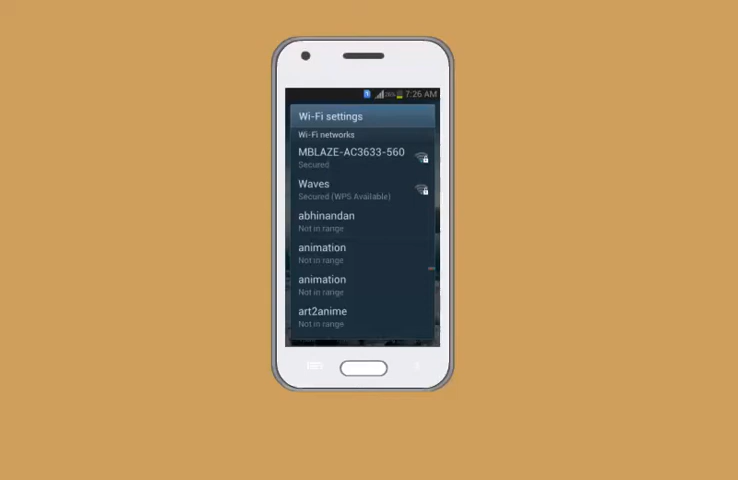 7:26 AM
Wi-Fi settings
Wi-Fi networks
MBLAZE-AC3633-560
Secured
Waves
Secured (WPS Available)
abhinandan
Not in range
animation
Not in range
animation
Not in range
art2anime
Not in range